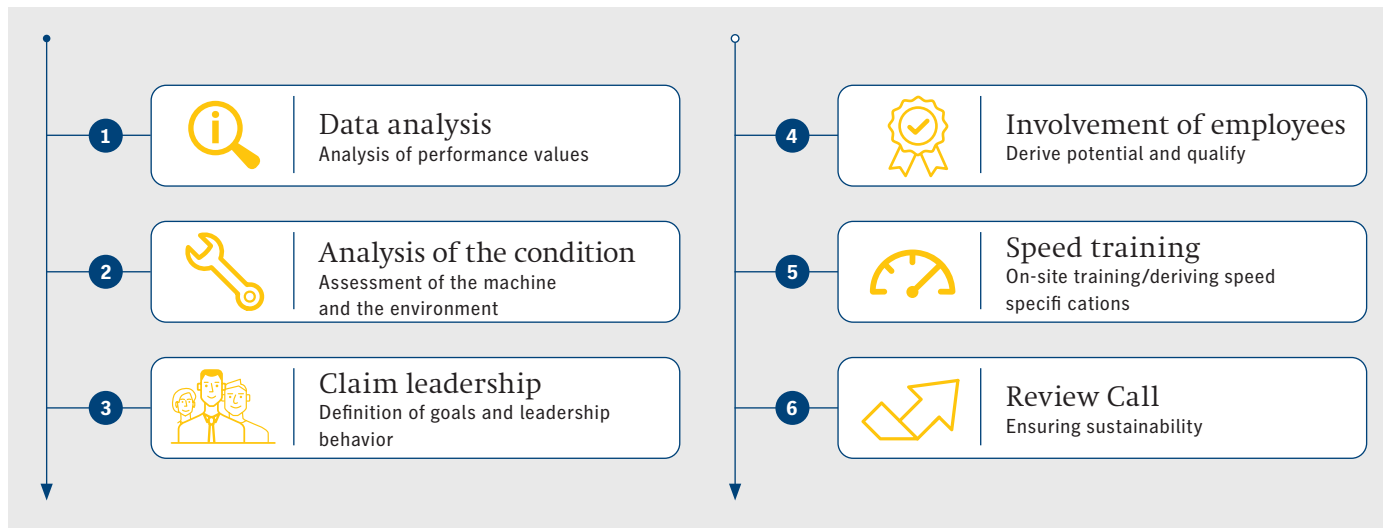 1
Data analysis
Analysis of performance values
2
Analysis of the condition
Assessment of the machine
and the environment
3
Claim leadership
Definition of goals and leadership
behavior
4
Involvement of employees
Derive potential and qualify
5
Speed training
On-site training/deriving speed
specifi cations
6
Review Call
Ensuring sustainability